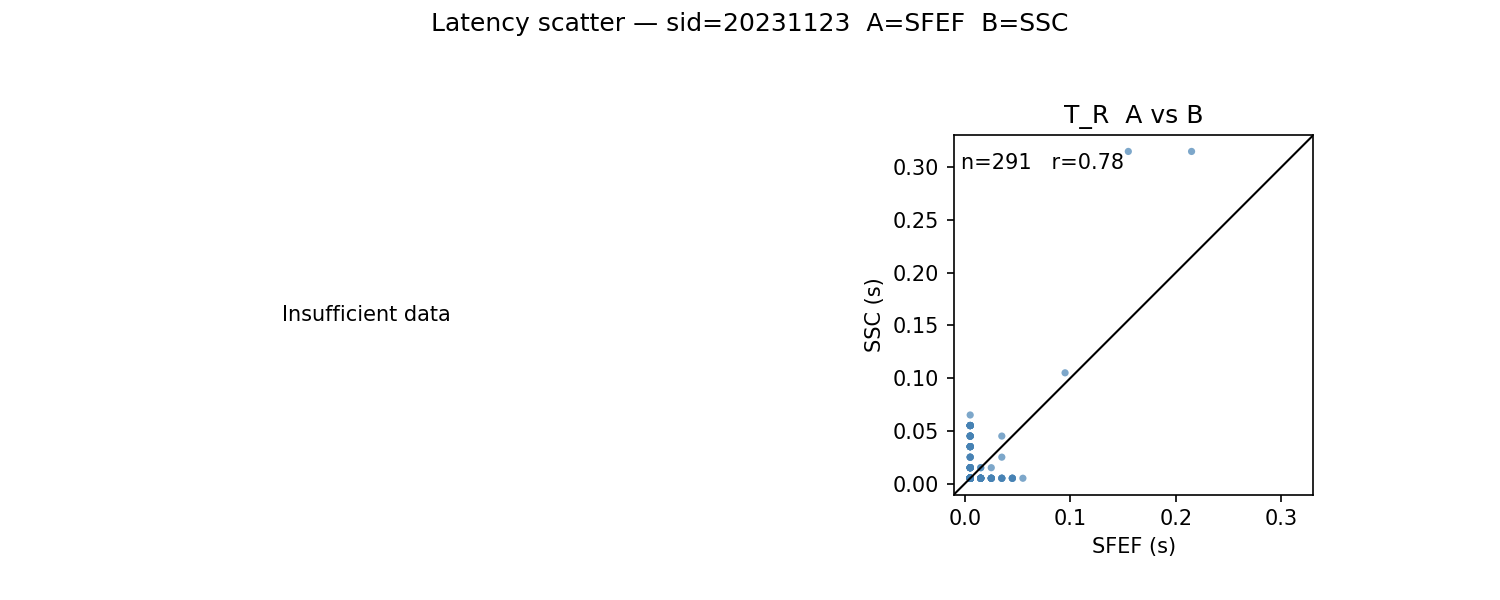 Latency scatter — sid=20231123  A=SFEF  B=SSC
Insufficient data
T_R  A vs B
n=291   r=0.78
0.30
0.25
0.20
0.15
0.10
0.05
0.00
SSC (s)
0.0
0.1
0.2
0.3
SFEF (s)